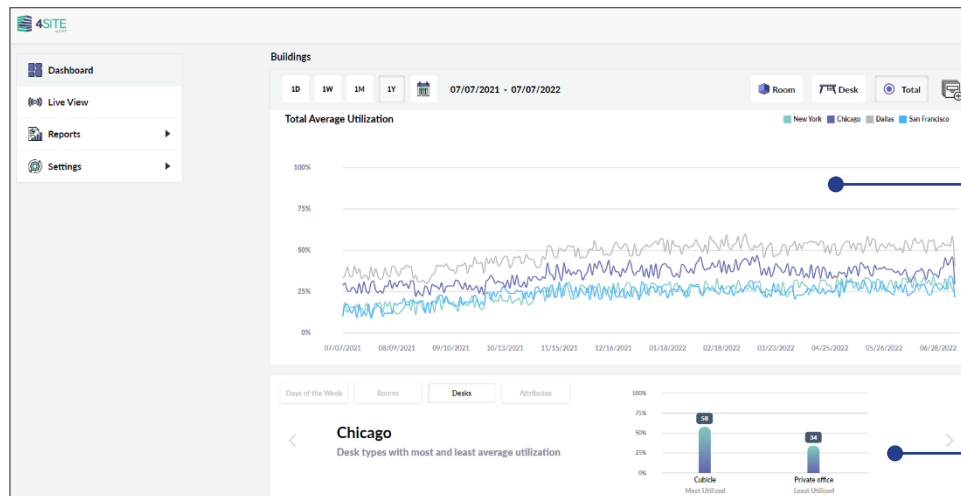 4SITE
Buildings
Dashboard
Live View
Reports
Settings
1D 1W 1M 1Y 07/07/2021 - 07/07/2022 Room Desk Total
Total Average Utilization
New York Chicago Dallas San Francisco
100%
75%
50%
25%
0%
07/07/2021 08/09/2021 09/10/2021 10/13/2021 11/15/2021 12/16/2021 01/18/2022 02/18/2022 03/23/2022 04/25/2022 05/26/2022 06/28/2022
Days of the Week Rooms Desks Attributes
Chicago
Desk types with most and least average utilization
100%
75%
50%
25%
0%
58
34
Cubicle Private office
Most Utilized Least Utilized